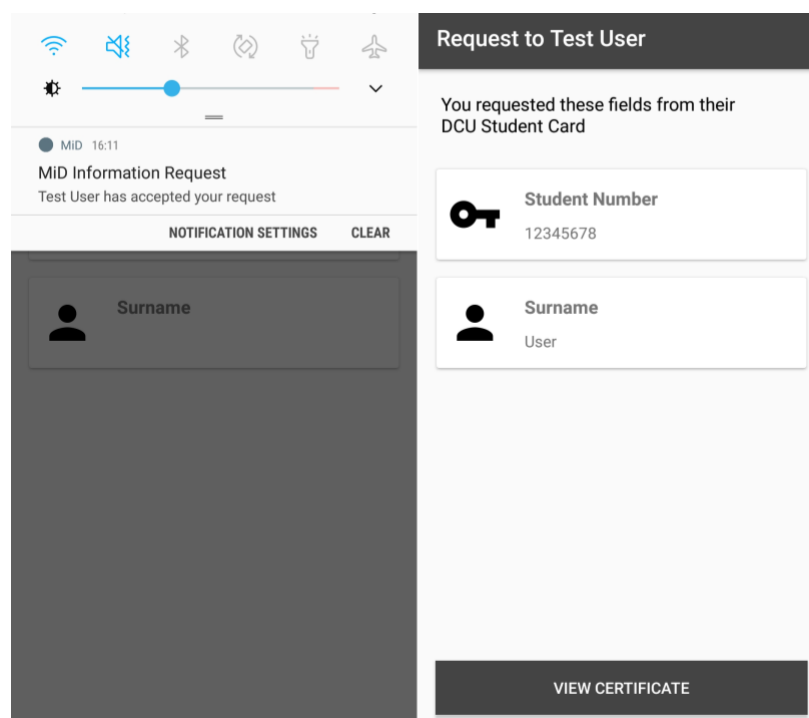 MiD 16:11
MiD Information Request
Test User has accepted your request
NOTIFICATION SETTINGS CLEAR
Surname
Request to Test User
You requested these fields from their
DCU Student Card
Student Number
12345678
Surname
User
VIEW CERTIFICATE